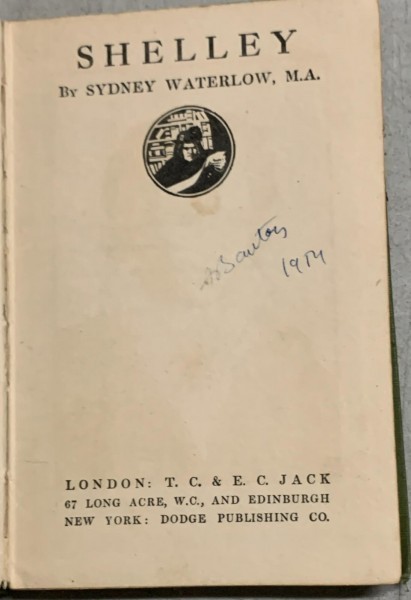 SHELLEY
BY SYDNEY WATERLOW, M.A.
1914
LONDON: T. C. & E. C. JACK
67 LONG ACRE, W.C., AND EDINBURGH
NEW YORK: DODGE PUBLISHING CO.